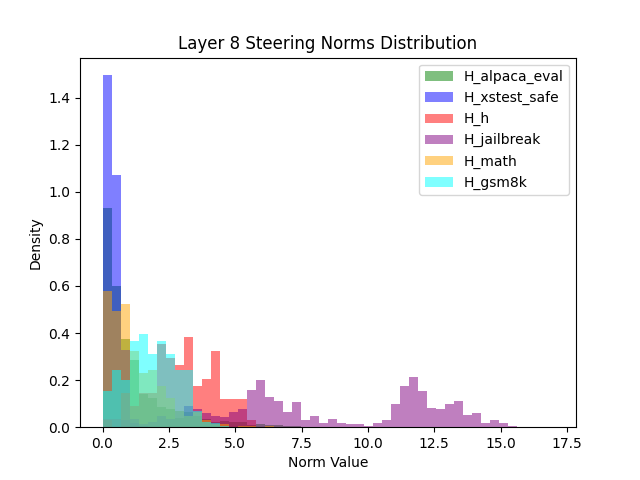 Layer 8 Steering Norms Distribution
H_alpaca_eval
H_xstest_safe
H_h
H_jailbreak
H_math
H_gsm8k
1.4
1.2
1.0
0.8
0.6
0.4
0.2
0.0
Density
0.0 2.5 5.0 7.5 10.0 12.5 15.0 17.5
Norm Value